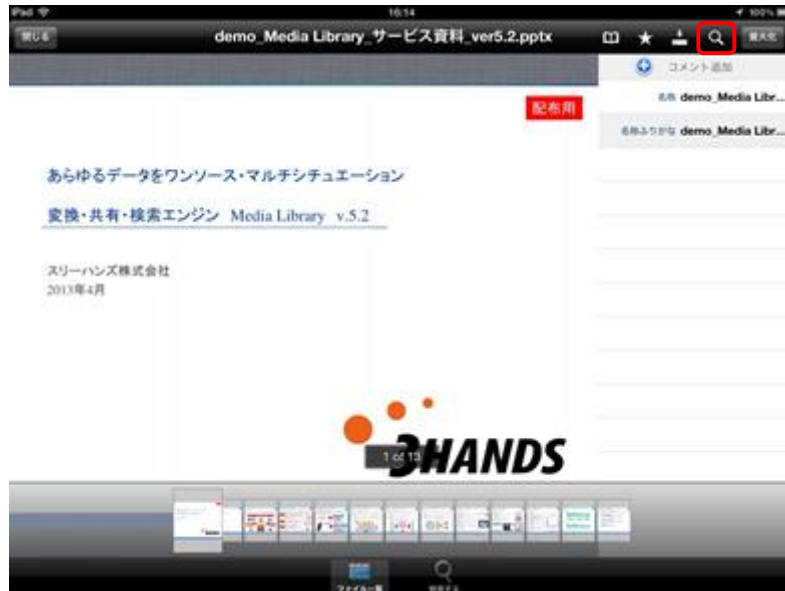 iPad
16:14
100%
閉じる
demo_Media Library_サービス資料_ver5.2.pptx
最大化
コメント追加
名称 demo_Media Libr...
名称ふりがな demo_Media Libr...
配布用
あらゆるデータをワンソース・マルチシチュエーション
変換・共有・検索エンジン Media Library v.5.2
スリーハンズ株式会社
2013年4月
3HANDS
1 of 13
ファイル一覧
検索する